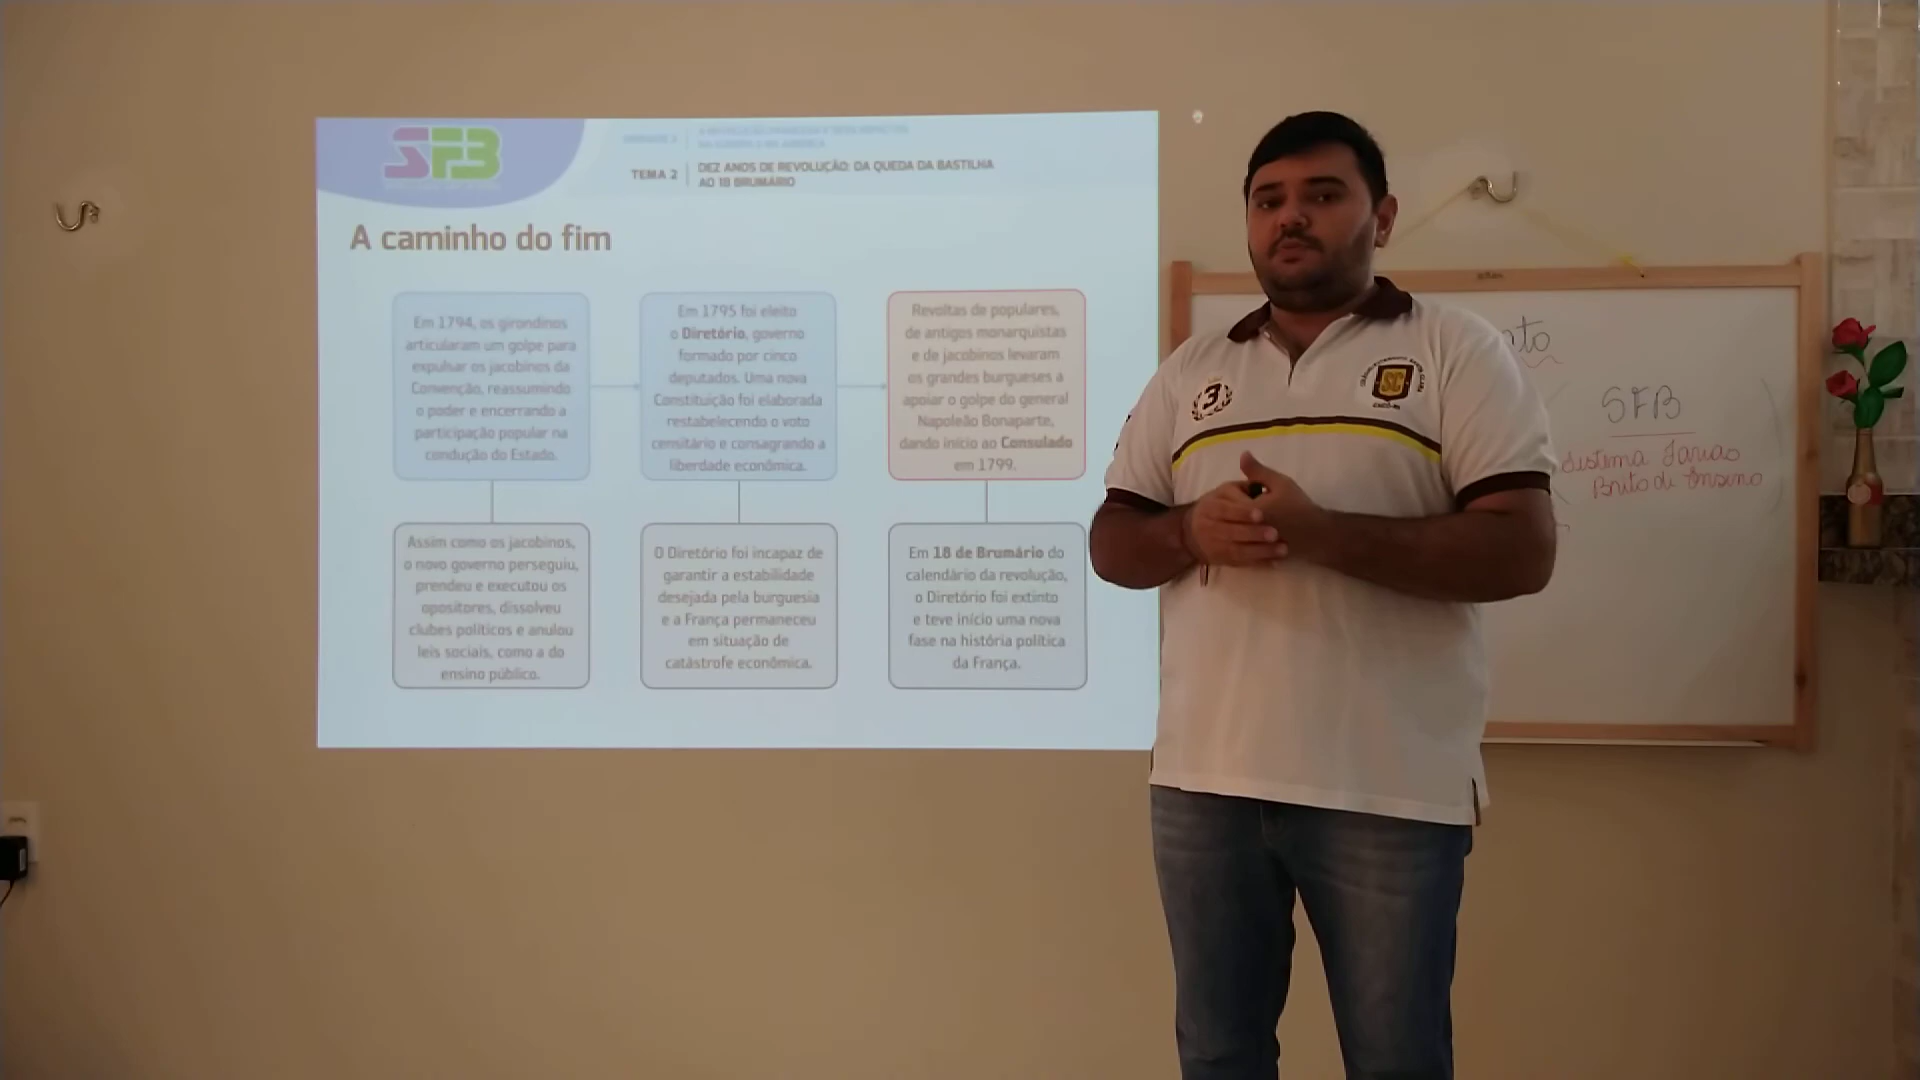 SFB
TEMA 2
DEZ ANOS DE REVOLUÇÃO: DA QUEDA DA BASTILHA
AO 18 BRUMÁRIO
A caminho do fim
Em 1794, os girondinos
articularam um golpe para
expulsar os jacobinos da
Convenção, reassumindo
o poder e encerrando a
participação popular na
condução do Estado.
Em 1795 foi eleito
o Diretório, governo
formado por cinco
deputados. Uma nova
Constituição foi elaborada
restabelecendo o voto
censitário e consagrando a
liberdade econômica.
Revoltas de populares,
de antigos monarquistas
e de jacobinos levaram
os grandes burgueses a
apoiar o golpe do general
Napoleão Bonaparte,
dando início ao Consulado
em 1799.
Assim como os jacobinos,
o novo governo perseguiu,
prendeu e executou os
opositores, dissolveu
clubes políticos e anulou
leis sociais, como a do
ensino público.
O Diretório foi incapaz de
garantir a estabilidade
desejada pela burguesia
e a França permaneceu
em situação de
catástrofe econômica.
Em 18 de Brumário do
calendário da revolução,
o Diretório foi extinto
e teve início uma nova
fase na história política
da França.
3
SC
SFB
Sistema Farias
Brito de Ensino